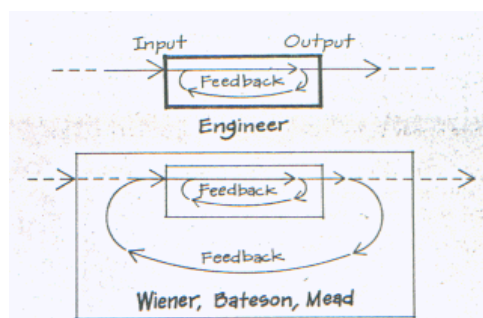 Input Output
Feedback
Engineer
Feedback
Feedback
Wiener, Bateson, Mead